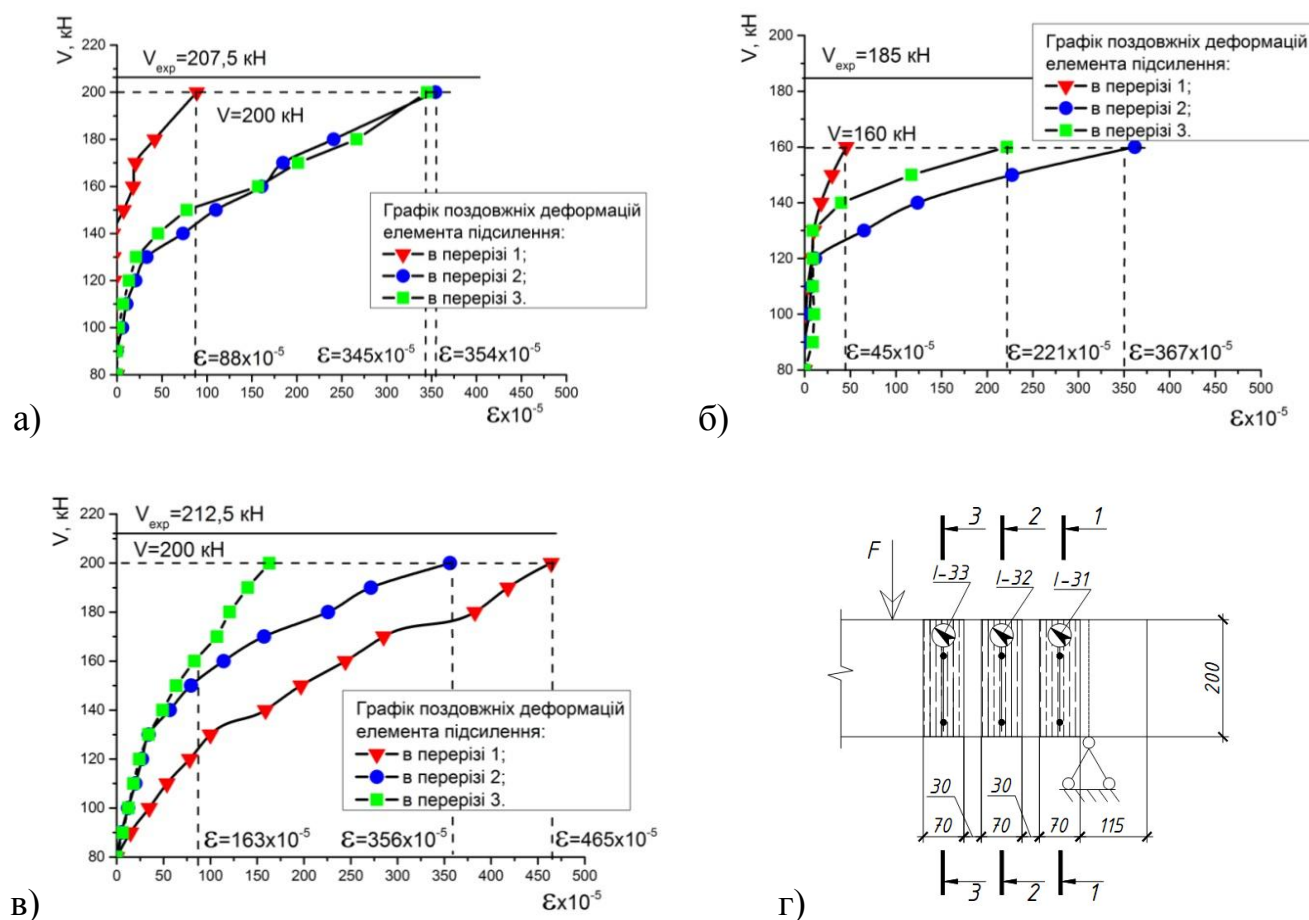 V, кН
220
200
180
160
140
120
100
80
V_exp=207,5 кН
V=200 кН
Графік поздовжніх деформацій
елемента підсилення:
в перерізі 1;
в перерізі 2;
в перерізі 3.
Ɛ=88x10^-5
Ɛ=345x10^-5
Ɛ=354x10^-5
0 50 100 150 200 250 300 350 400 450 500
Ɛx10^-5
а)
V, кН
200
180
160
140
120
100
80
V_exp=185 кН
V=160 кН
Графік поздовжніх деформацій
елемента підсилення:
в перерізі 1;
в перерізі 2;
в перерізі 3.
Ɛ=45x10^-5
Ɛ=221x10^-5
Ɛ=367x10^-5
0 50 100 150 200 250 300 350 400 450 500
Ɛx10^-5
б)
V, кН
220
200
180
160
140
120
100
80
V_exp=212,5 кН
V=200 кН
Графік поздовжніх деформацій
елемента підсилення:
в перерізі 1;
в перерізі 2;
в перерізі 3.
Ɛ=163x10^-5
Ɛ=356x10^-5
Ɛ=465x10^-5
0 50 100 150 200 250 300 350 400 450 500
Ɛx10^-5
в)
3 2 1
F
І-33 І-32 І-31
200
30 30
70 70 70 115
3 2 1
г)